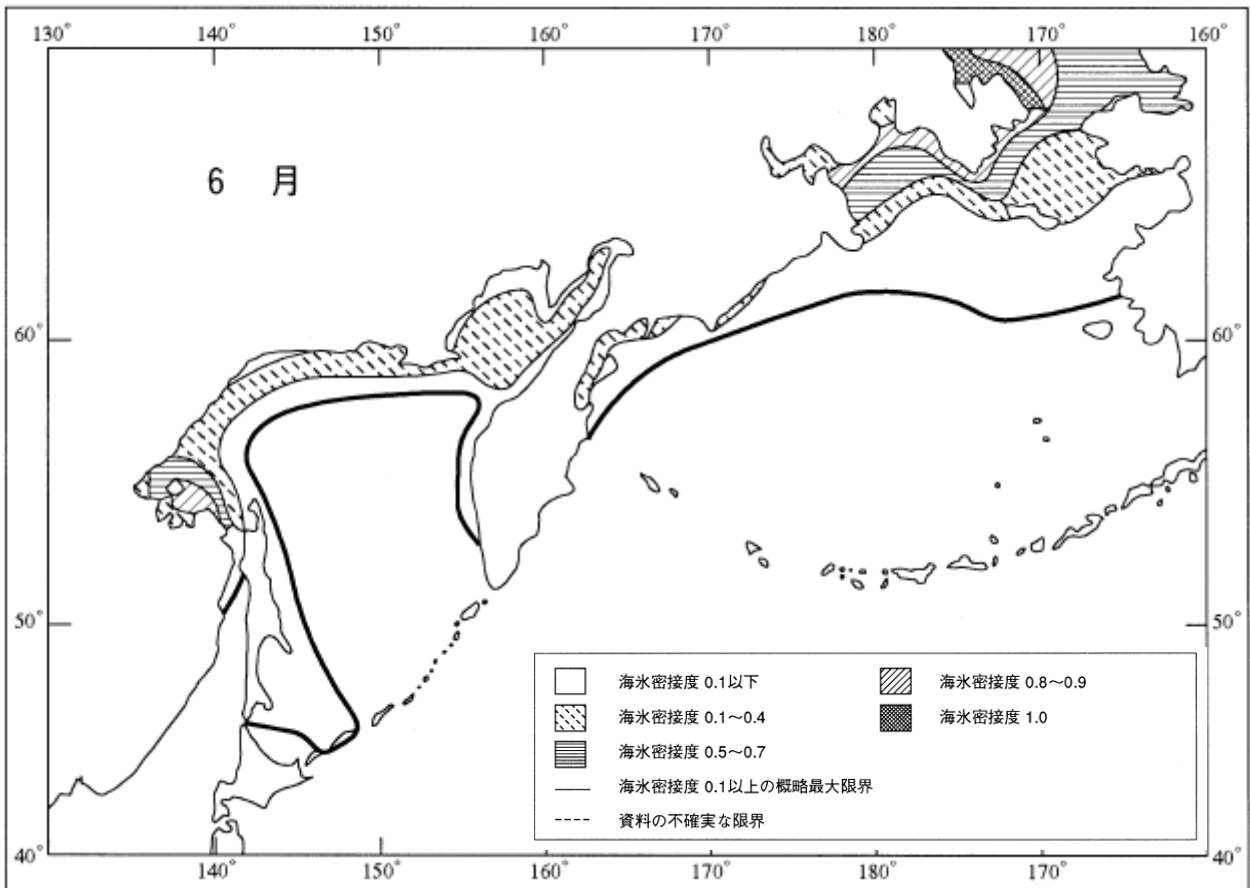 130° 140° 150° 160° 170° 180° 170° 160°
6 月
60° 60°
50° 50°
海氷密接度 0.1以下
海氷密接度 0.1〜0.4
海氷密接度 0.5〜0.7
海氷密接度 0.1以上の概略最大限界
資料の不確実な限界
海氷密接度 0.8〜0.9
海氷密接度 1.0
40° 40°
140° 150° 160° 170° 180° 170°